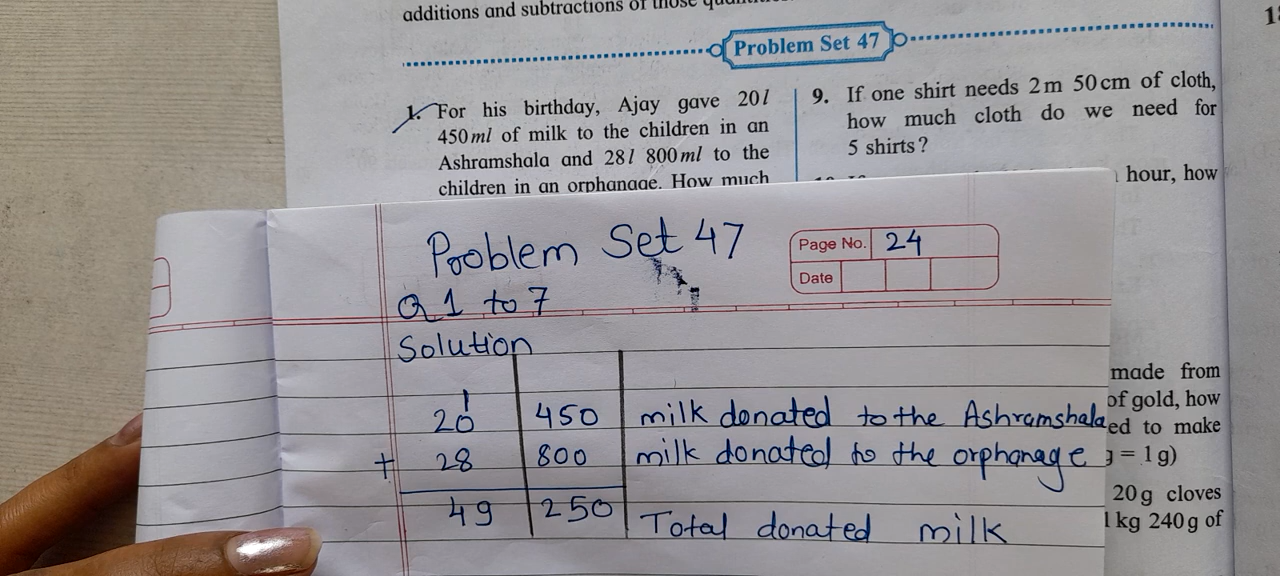 additions and subtractions of those
Problem Set 47
1. For his birthday, Ajay gave 20 l
450 ml of milk to the children in an
Ashramshala and 28 l 800 ml to the
children in an orphanage. How much
9. If one shirt needs 2 m 50 cm of cloth,
how much cloth do we need for
5 shirts?
hour, how
made from
of gold, how
ed to make
= 1 g)
20 g cloves
1 kg 240 g of
Problem Set 47
Page No. 24
Date
Q 1 to 7
Solution
1
20 450 milk donated to the Ashramshala
+ 28 800 milk donated to the orphanage
49 250 Total donated milk